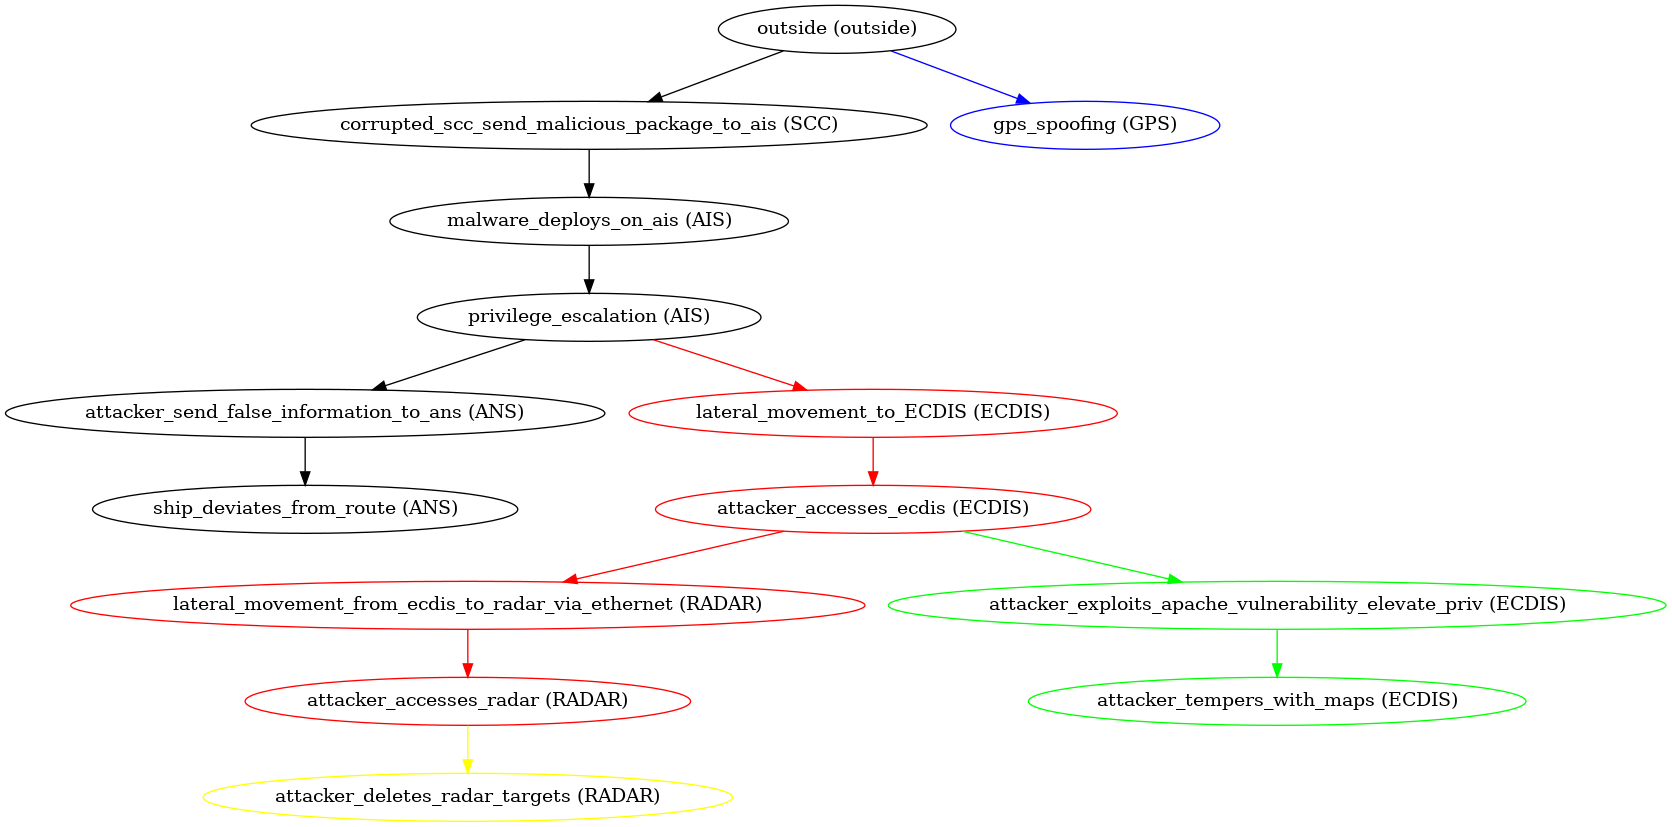 outside (outside)
corrupted_scc_send_malicious_package_to_ais (SCC)
gps_spoofing (GPS)
malware_deploys_on_ais (AIS)
privilege_escalation (AIS)
attacker_send_false_information_to_ans (ANS)
lateral_movement_to_ECDIS (ECDIS)
ship_deviates_from_route (ANS)
attacker_accesses_ecdis (ECDIS)
lateral_movement_from_ecdis_to_radar_via_ethernet (RADAR)
attacker_exploits_apache_vulnerability_elevate_priv (ECDIS)
attacker_accesses_radar (RADAR)
attacker_tempers_with_maps (ECDIS)
attacker_deletes_radar_targets (RADAR)